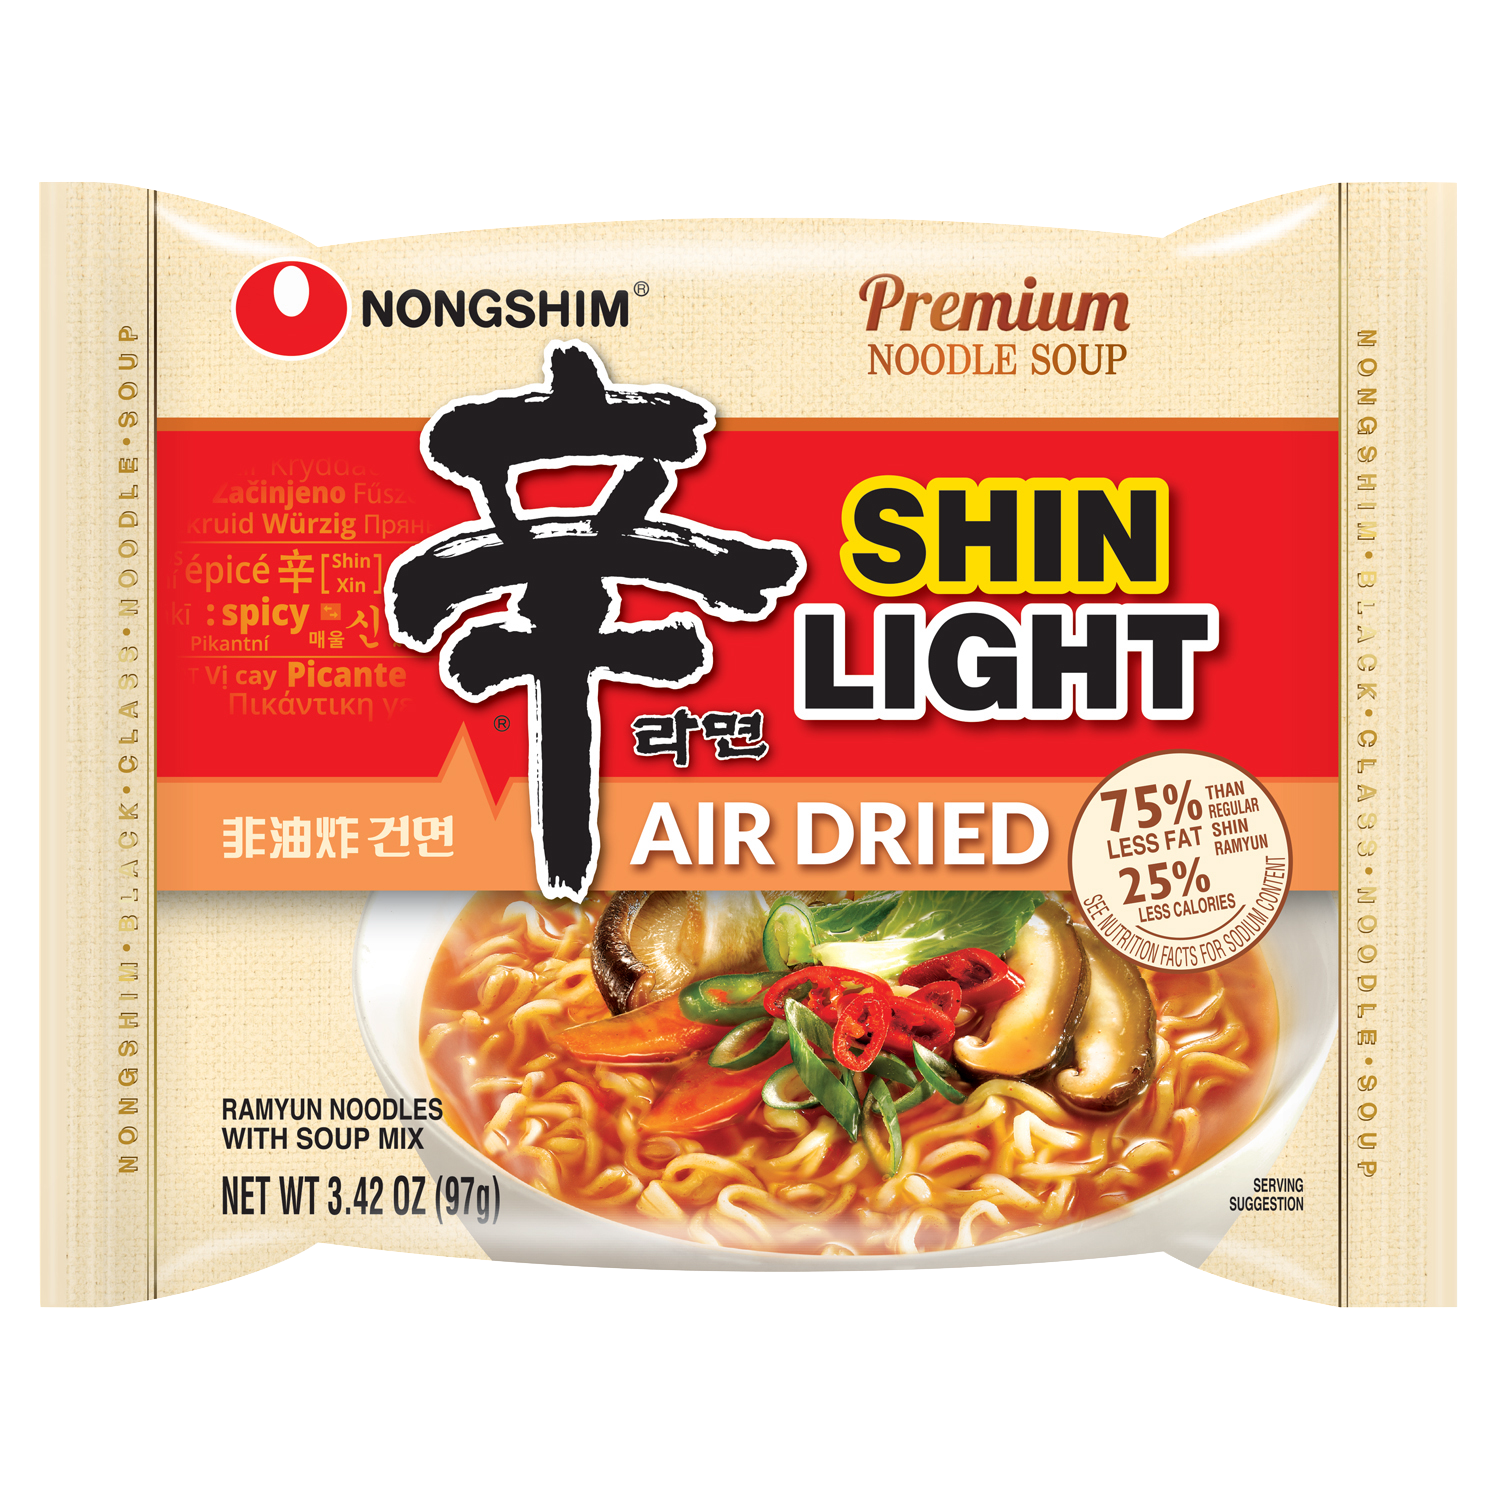 NONGSHIM®
Premium
NOODLE SOUP
Začinjeno
kruid Würzig
épicé 辛 [Shin Xin]
: spicy 매울 신
Pikantní
Vị cay Picante
Πικάντικη
辛
®
라면
SHIN
LIGHT
非油炸 건면
AIR DRIED
75% LESS FAT THAN REGULAR SHIN RAMYUN
25%
LESS CALORIES
SEE NUTRITION FACTS FOR SODIUM CONTENT
RAMYUN NOODLES
WITH SOUP MIX
NET WT 3.42 OZ (97g)
SERVING
SUGGESTION
NONGSHIM•BLACK•CLASS•NOODLE•SOUP
NONGSHIM•BLACK•CLASS•NOODLE•SOUP